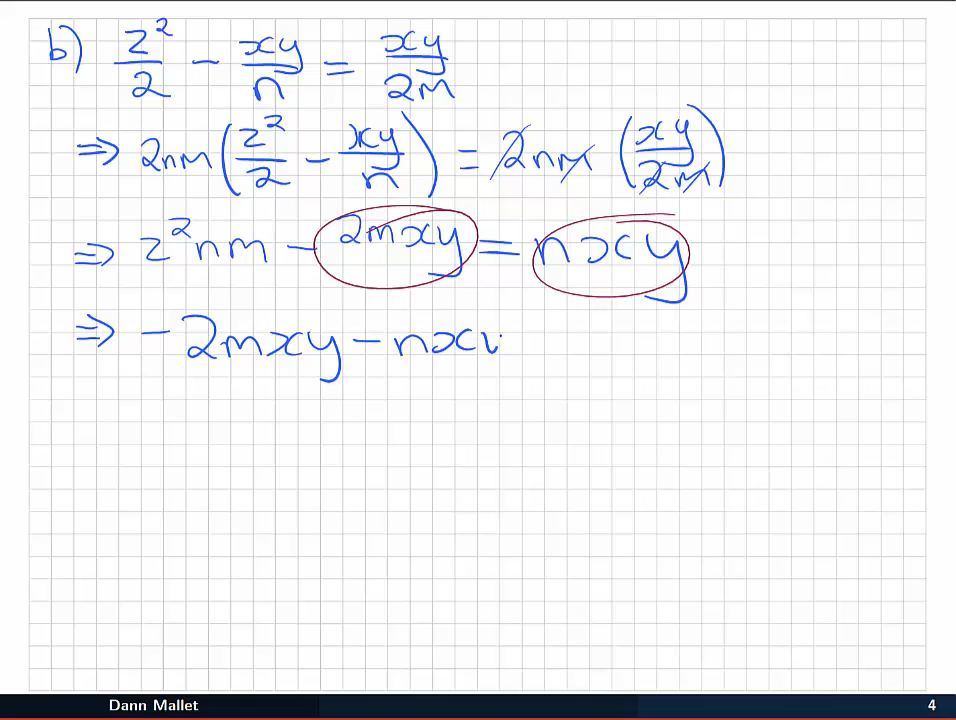 b) z²/2 - xy/n = xy/2m
⇒ 2nm(z²/2 - xy/n) = 2nm (xy/2m)
⇒ z²nm - 2mxy = nxy
⇒ -2mxy - nx
Dann Mallet 4